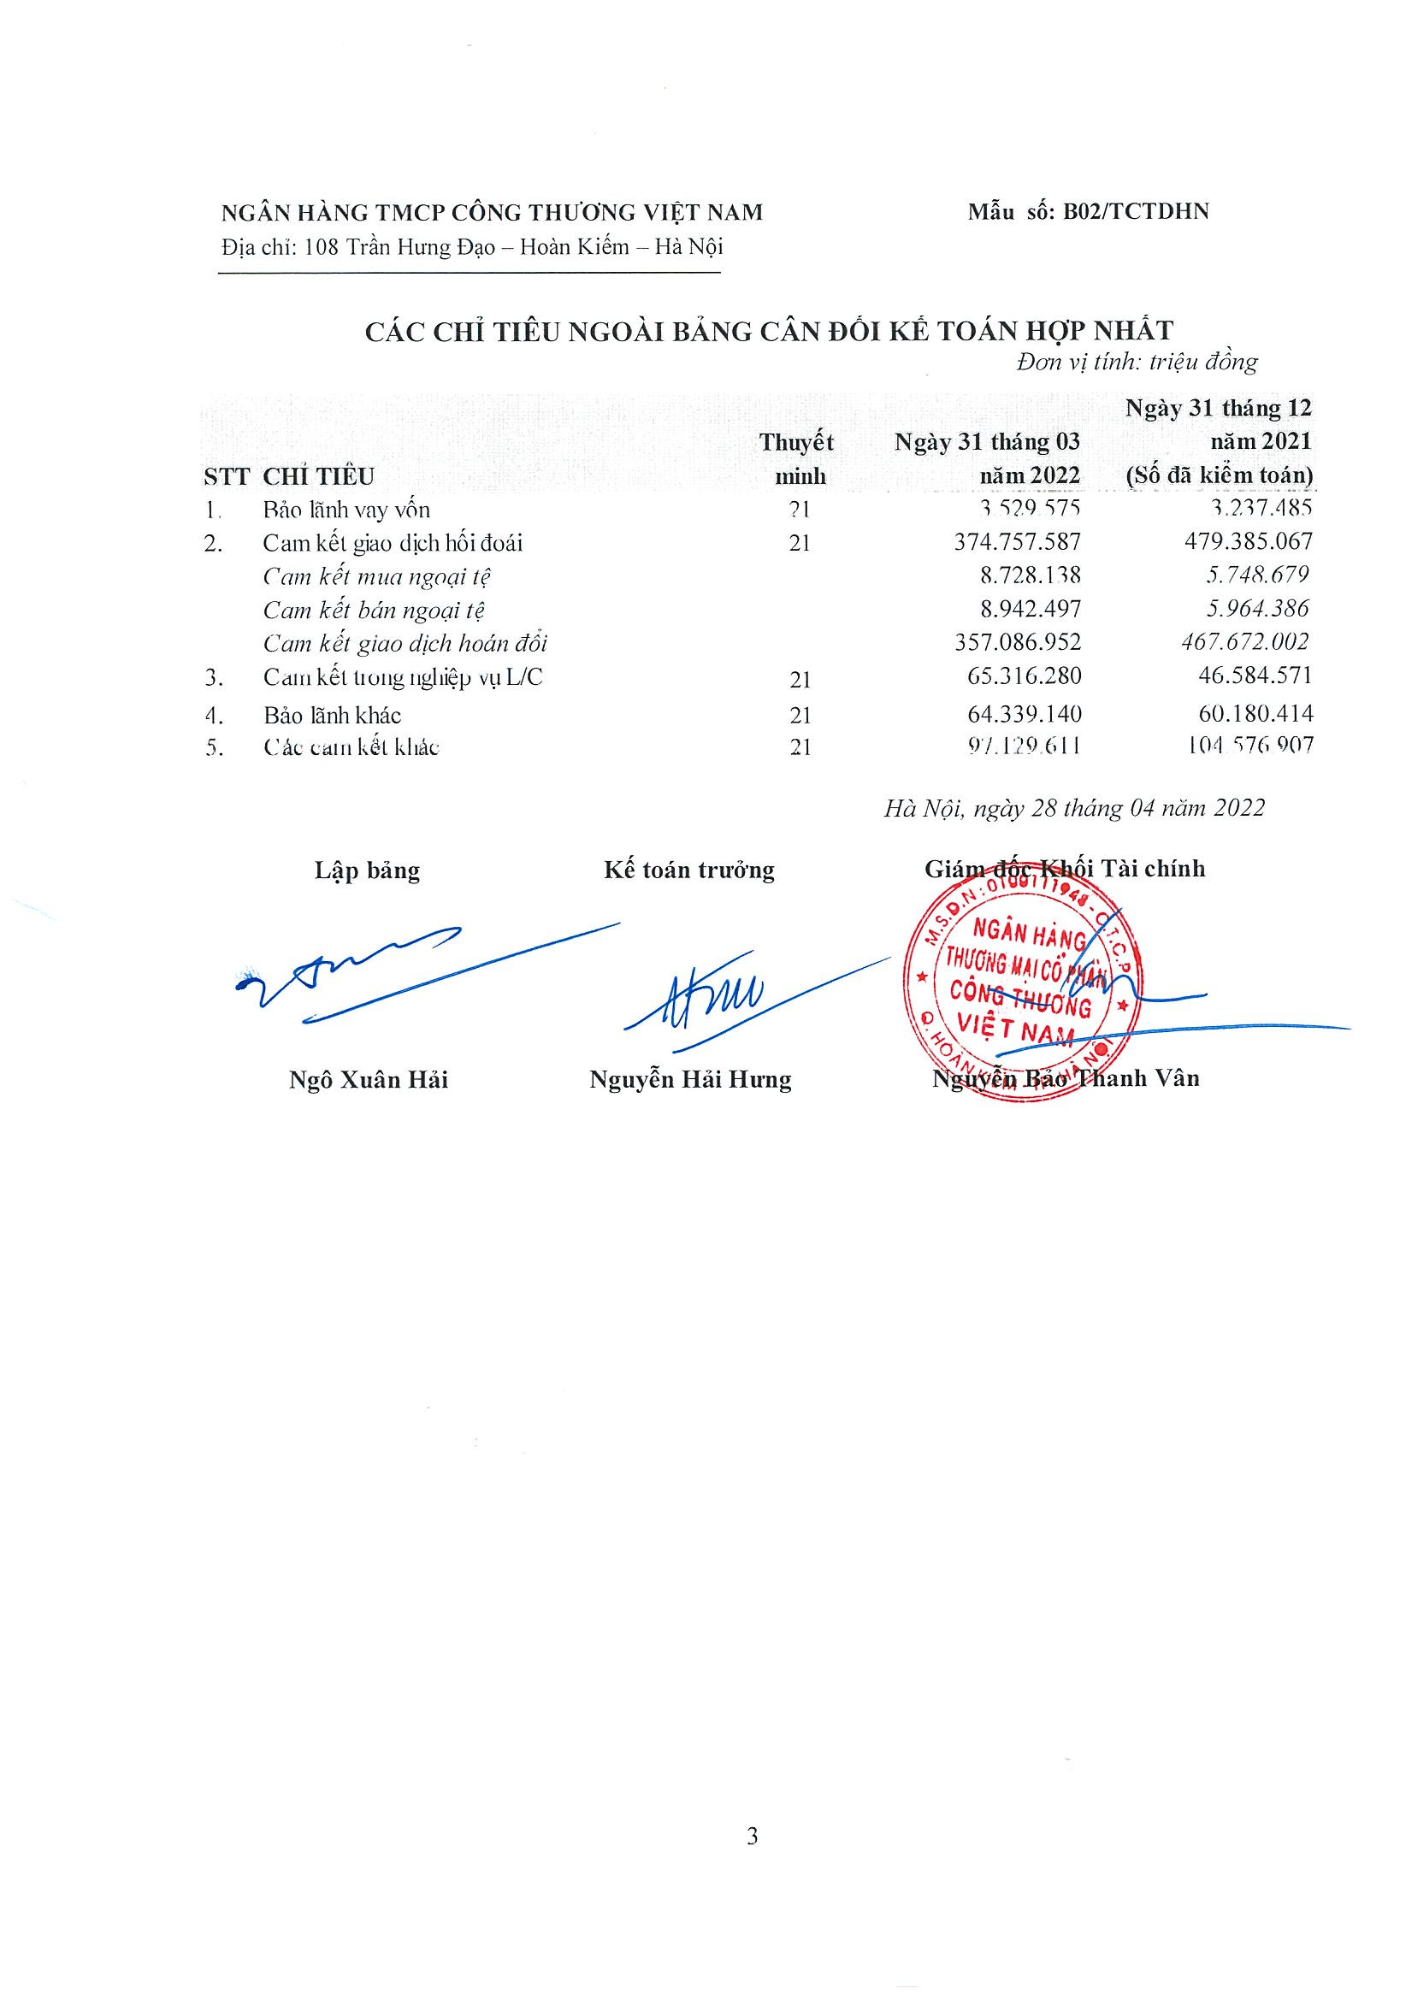 NGÂN HÀNG TMCP CÔNG THƯƠNG VIỆT NAM
Mẫu số: B02/TCTDHN
Địa chỉ: 108 Trần Hưng Đạo – Hoàn Kiếm – Hà Nội
CÁC CHỈ TIÊU NGOÀI BẢNG CÂN ĐỐI KẾ TOÁN HỢP NHẤT
Đơn vị tính: triệu đồng
STT CHỈ TIÊU Thuyết minh Ngày 31 tháng 03 năm 2022 Ngày 31 tháng 12 năm 2021 (Số đã kiểm toán)
1. Bảo lãnh vay vốn 21 3.529.575 3.237.485
2. Cam kết giao dịch hối đoái 21 374.757.587 479.385.067
Cam kết mua ngoại tệ 8.728.138 5.748.679
Cam kết bán ngoại tệ 8.942.497 5.964.386
Cam kết giao dịch hoán đổi 357.086.952 467.672.002
3. Cam kết trong nghiệp vụ L/C 21 65.316.280 46.584.571
4. Bảo lãnh khác 21 64.339.140 60.180.414
5. Các cam kết khác 21 97.129.611 104.576.907
Hà Nội, ngày 28 tháng 04 năm 2022
Lập bảng Kế toán trưởng Giám đốc Khối Tài chính
M.S.D.N: 0100111948 - C.T.C.P
NGÂN HÀNG
THƯƠNG MẠI CỔ PHẦN
CÔNG THƯƠNG
VIỆT NAM
Q. HOÀN KIẾM TP. HÀ NỘI
Ngô Xuân Hải Nguyễn Hải Hưng Nguyễn Bảo Thanh Vân
3